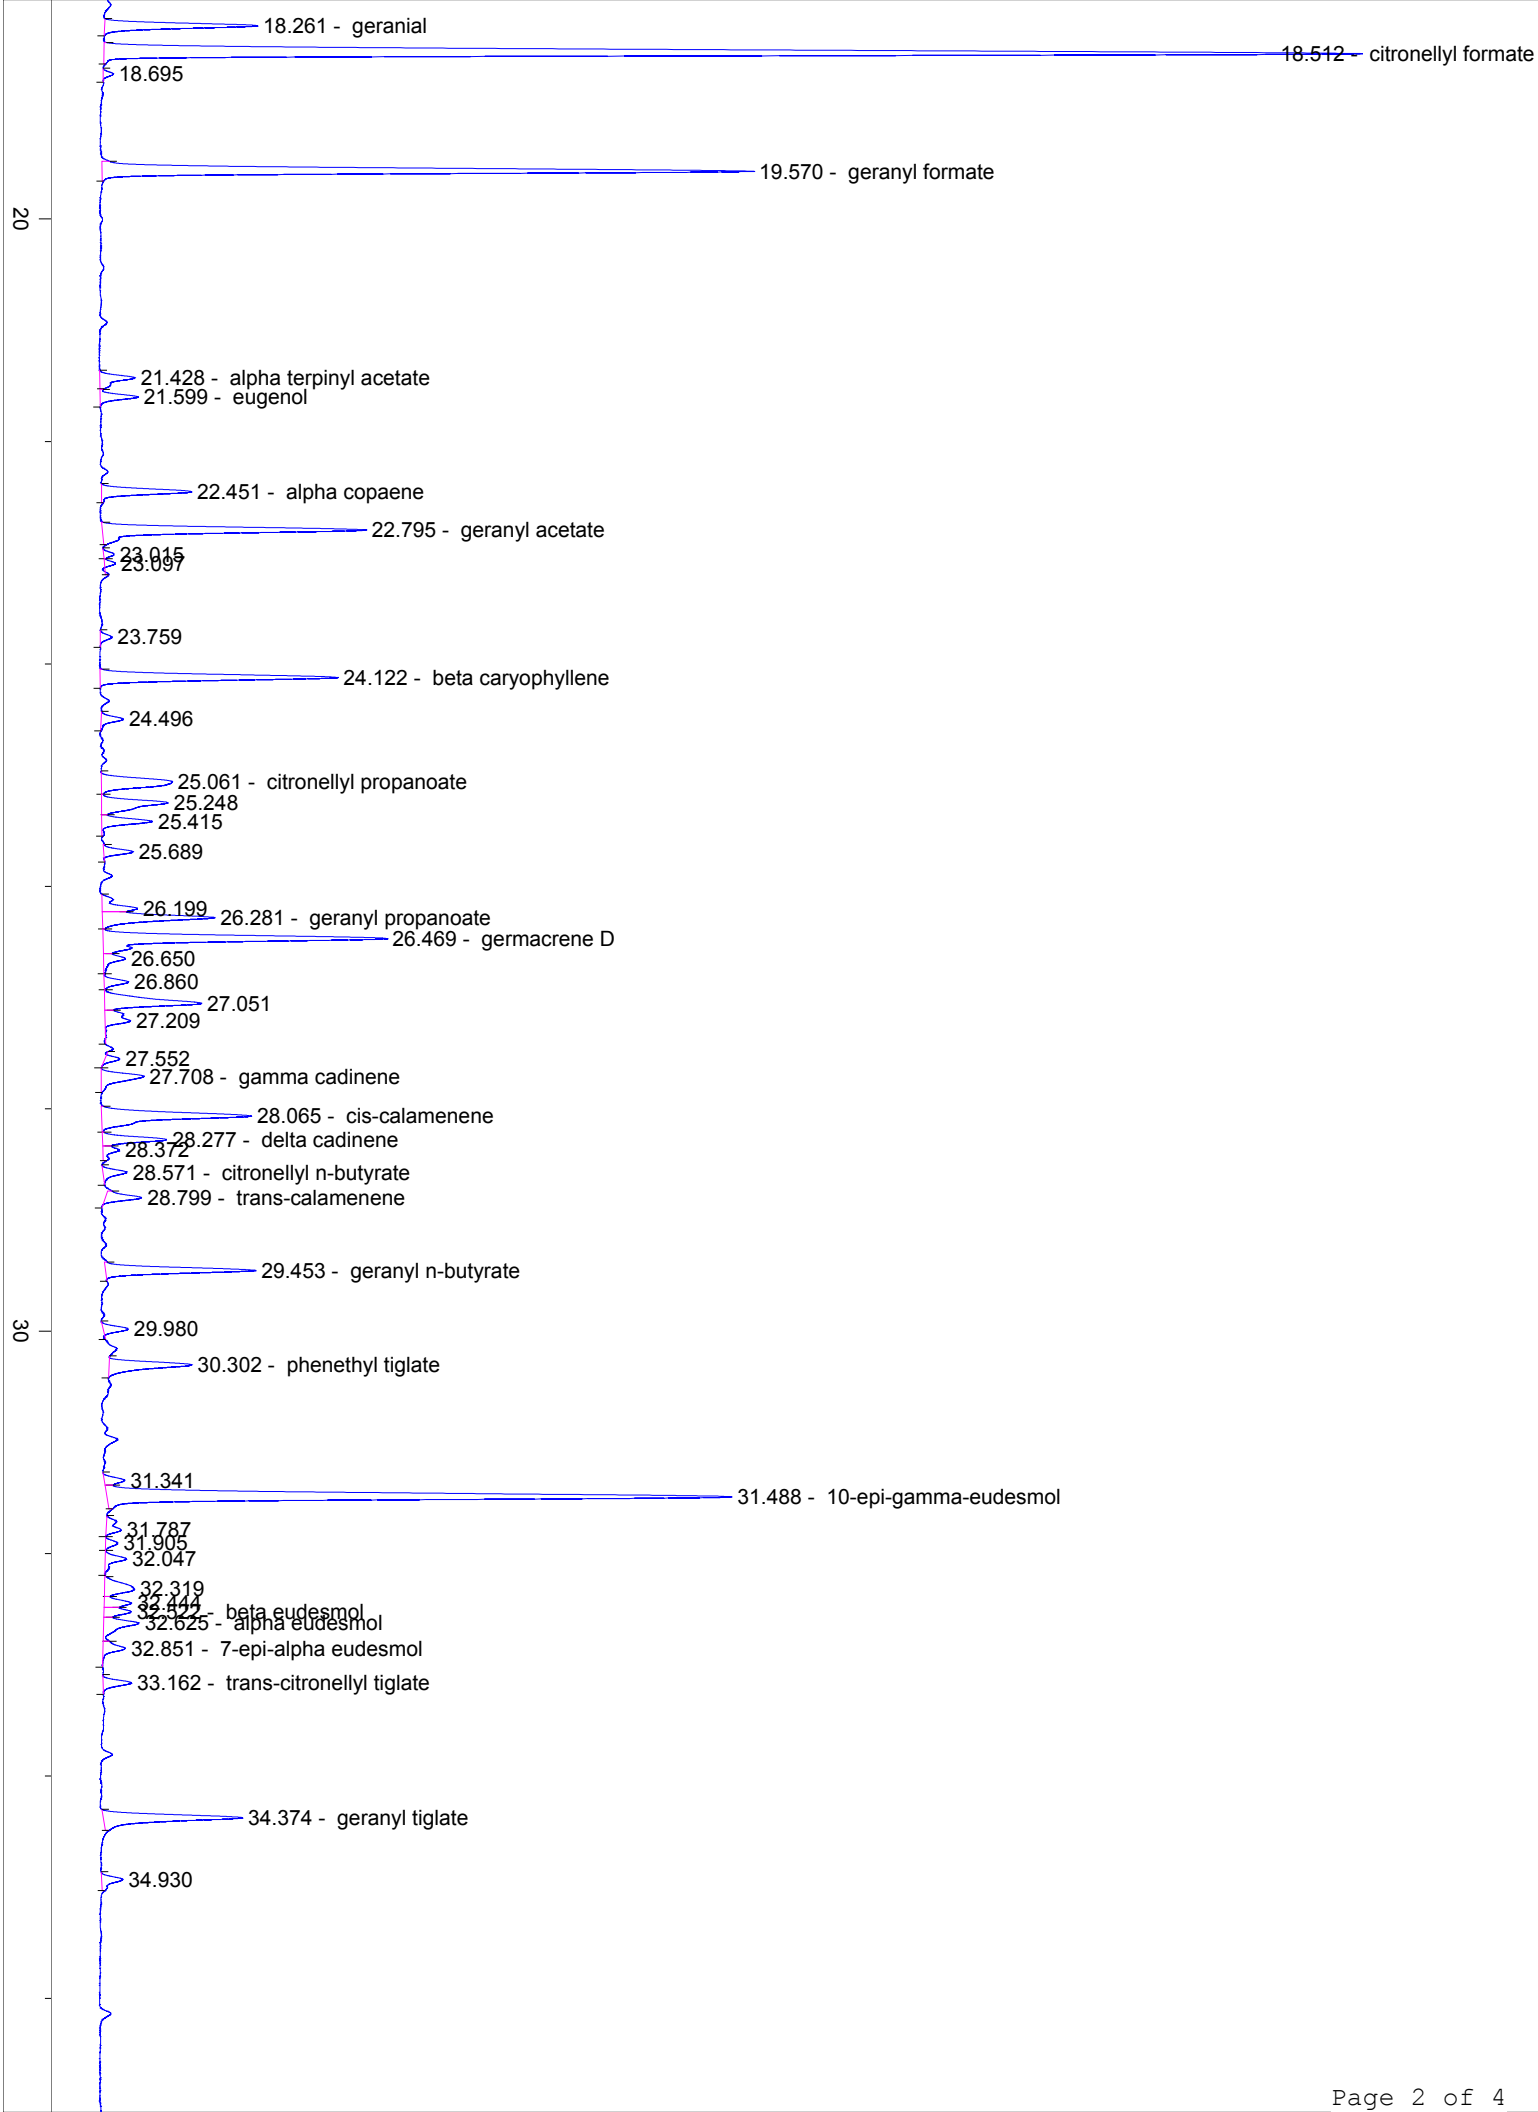 18.261 - geranial
18.512 - citronellyl formate
18.695
19.570 - geranyl formate
20
21.428 - alpha terpinyl acetate
21.599 - eugenol
22.451 - alpha copaene
22.795 - geranyl acetate
23.015
23.097
23.759
24.122 - beta caryophyllene
24.496
25.061 - citronellyl propanoate
25.248
25.415
25.689
26.199
26.281 - geranyl propanoate
26.469 - germacrene D
26.650
26.860
27.051
27.209
27.552
27.708 - gamma cadinene
28.065 - cis-calamenene
28.277 - delta cadinene
28.372
28.571 - citronellyl n-butyrate
28.799 - trans-calamenene
29.453 - geranyl n-butyrate
29.980
30
30.302 - phenethyl tiglate
31.341
31.488 - 10-epi-gamma-eudesmol
31.787
31.905
32.047
32.319
32.444
32.522 - beta eudesmol
32.625 - alpha eudesmol
32.851 - 7-epi-alpha eudesmol
33.162 - trans-citronellyl tiglate
34.374 - geranyl tiglate
34.930
Page 2 of 4